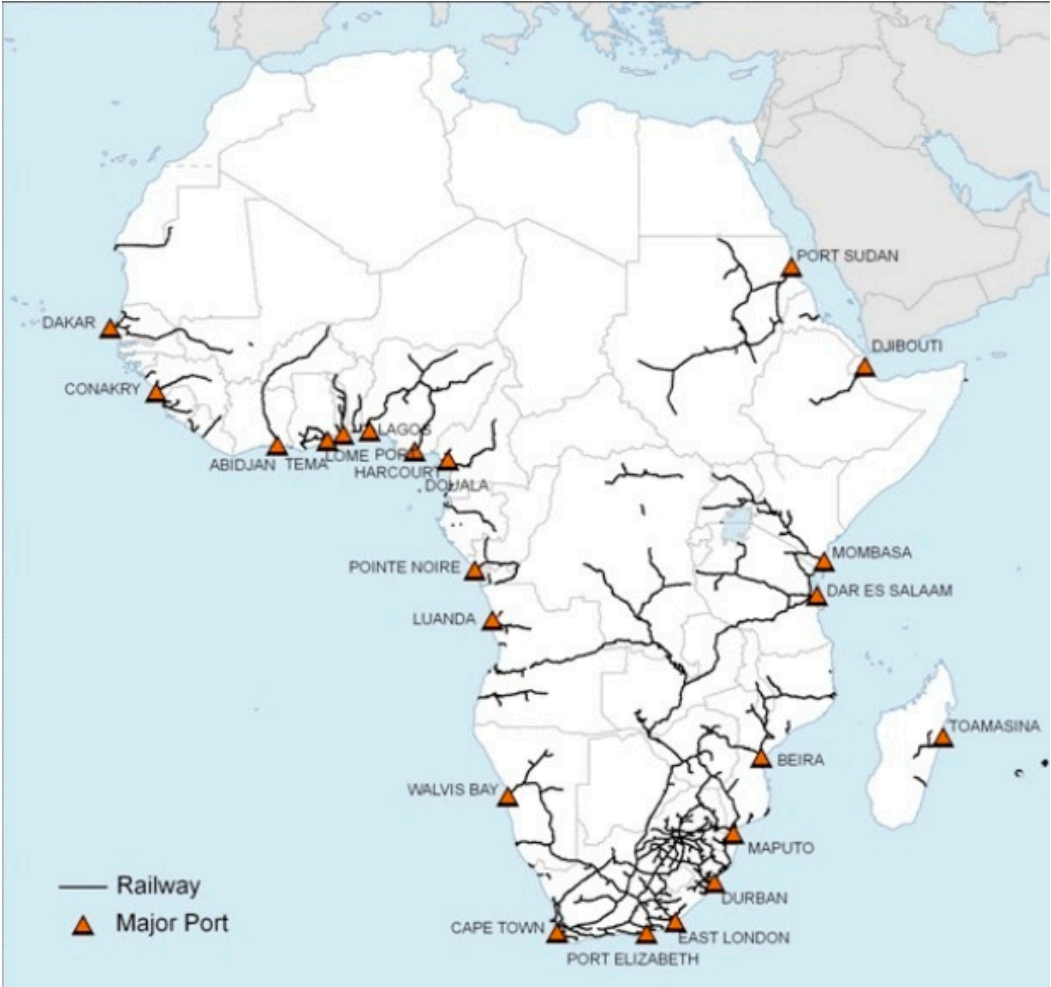 PORT SUDAN
DAKAR
DJIBOUTI
CONAKRY
LAGOS
ABIDJAN
TEMA
LOME
PORT
HARCOURT
DOUALA
MOMBASA
POINTE NOIRE
DAR ES SALAAM
LUANDA
TOAMASINA
BEIRA
WALVIS BAY
MAPUTO
Railway
DURBAN
Major Port
CAPE TOWN
EAST LONDON
PORT ELIZABETH